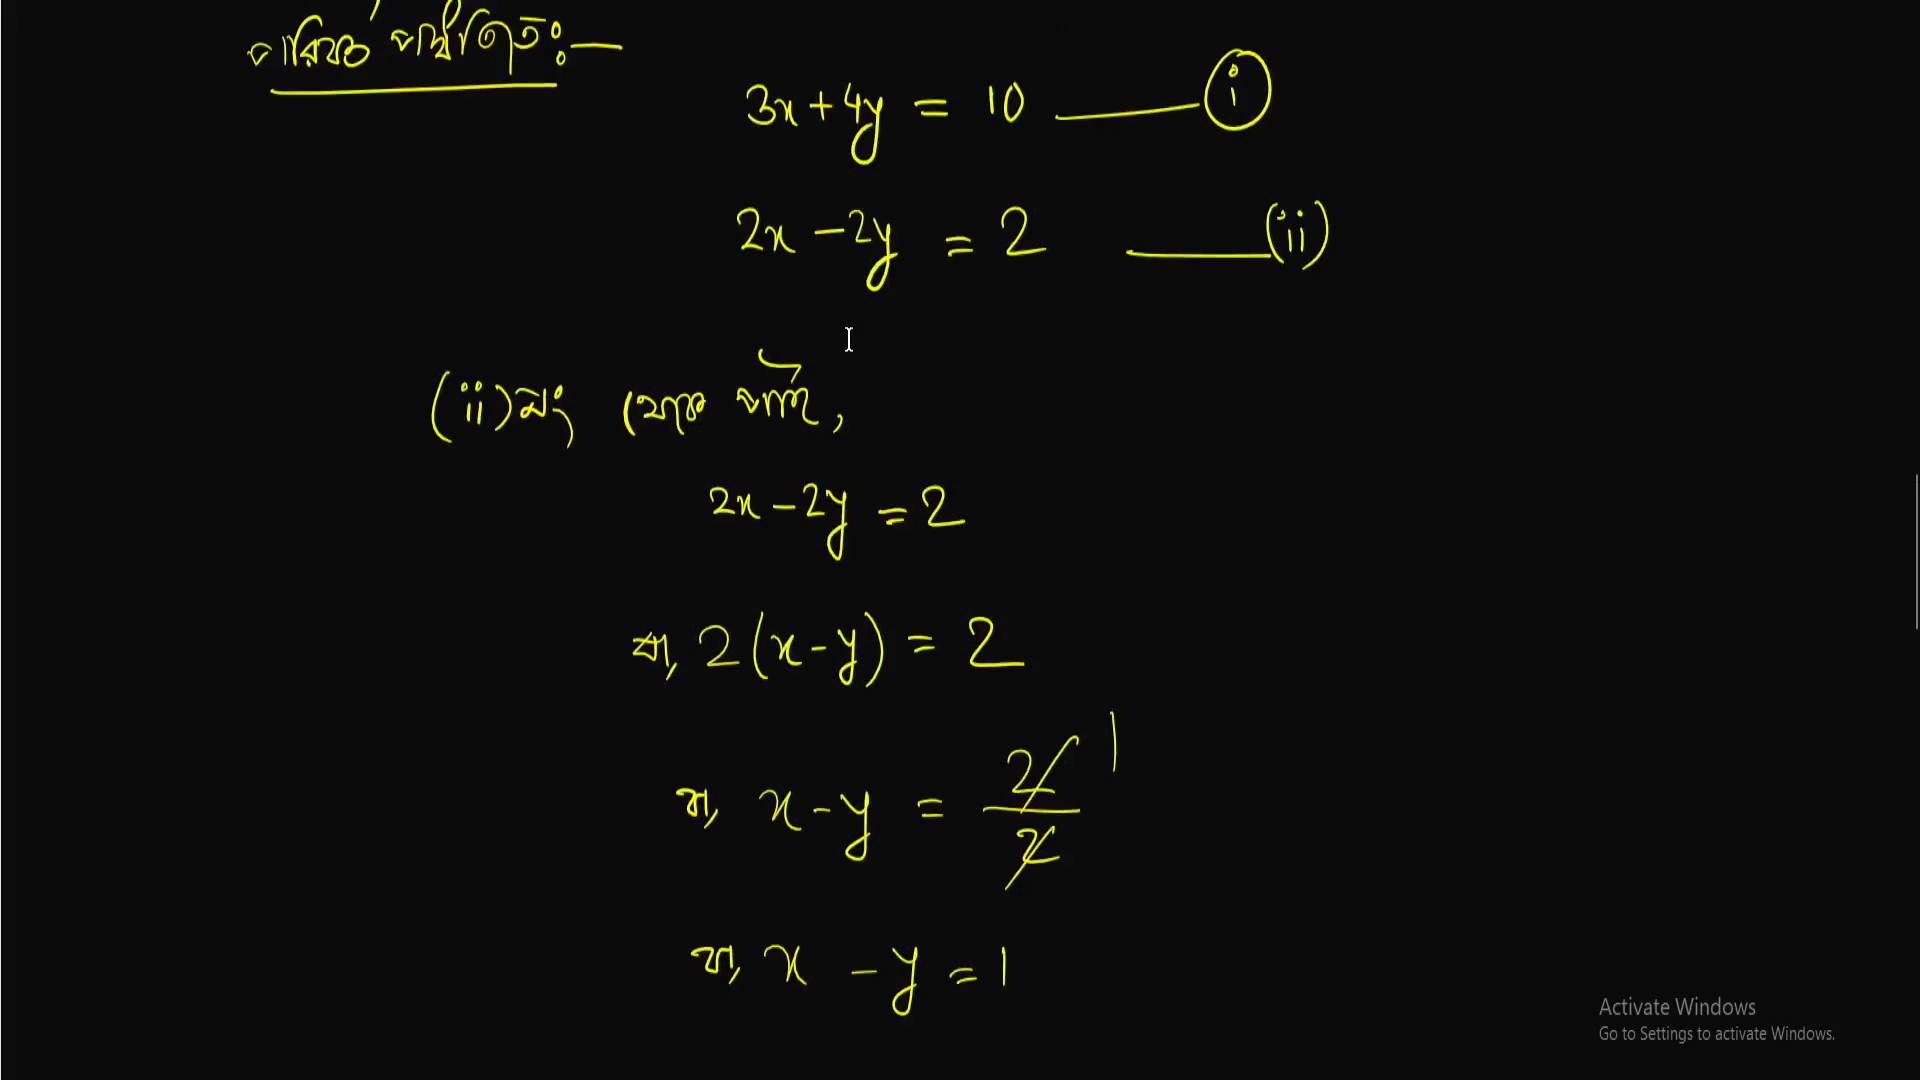 3x+4y = 10 —— i
2x -2y = 2 —— (ii)
(ii) নং থেকে পাই,
2x-2y = 2
বা, 2(x-y) = 2
বা, x-y = 2/2 1
বা, x - y = 1
Activate Windows
Go to Settings to activate Windows.